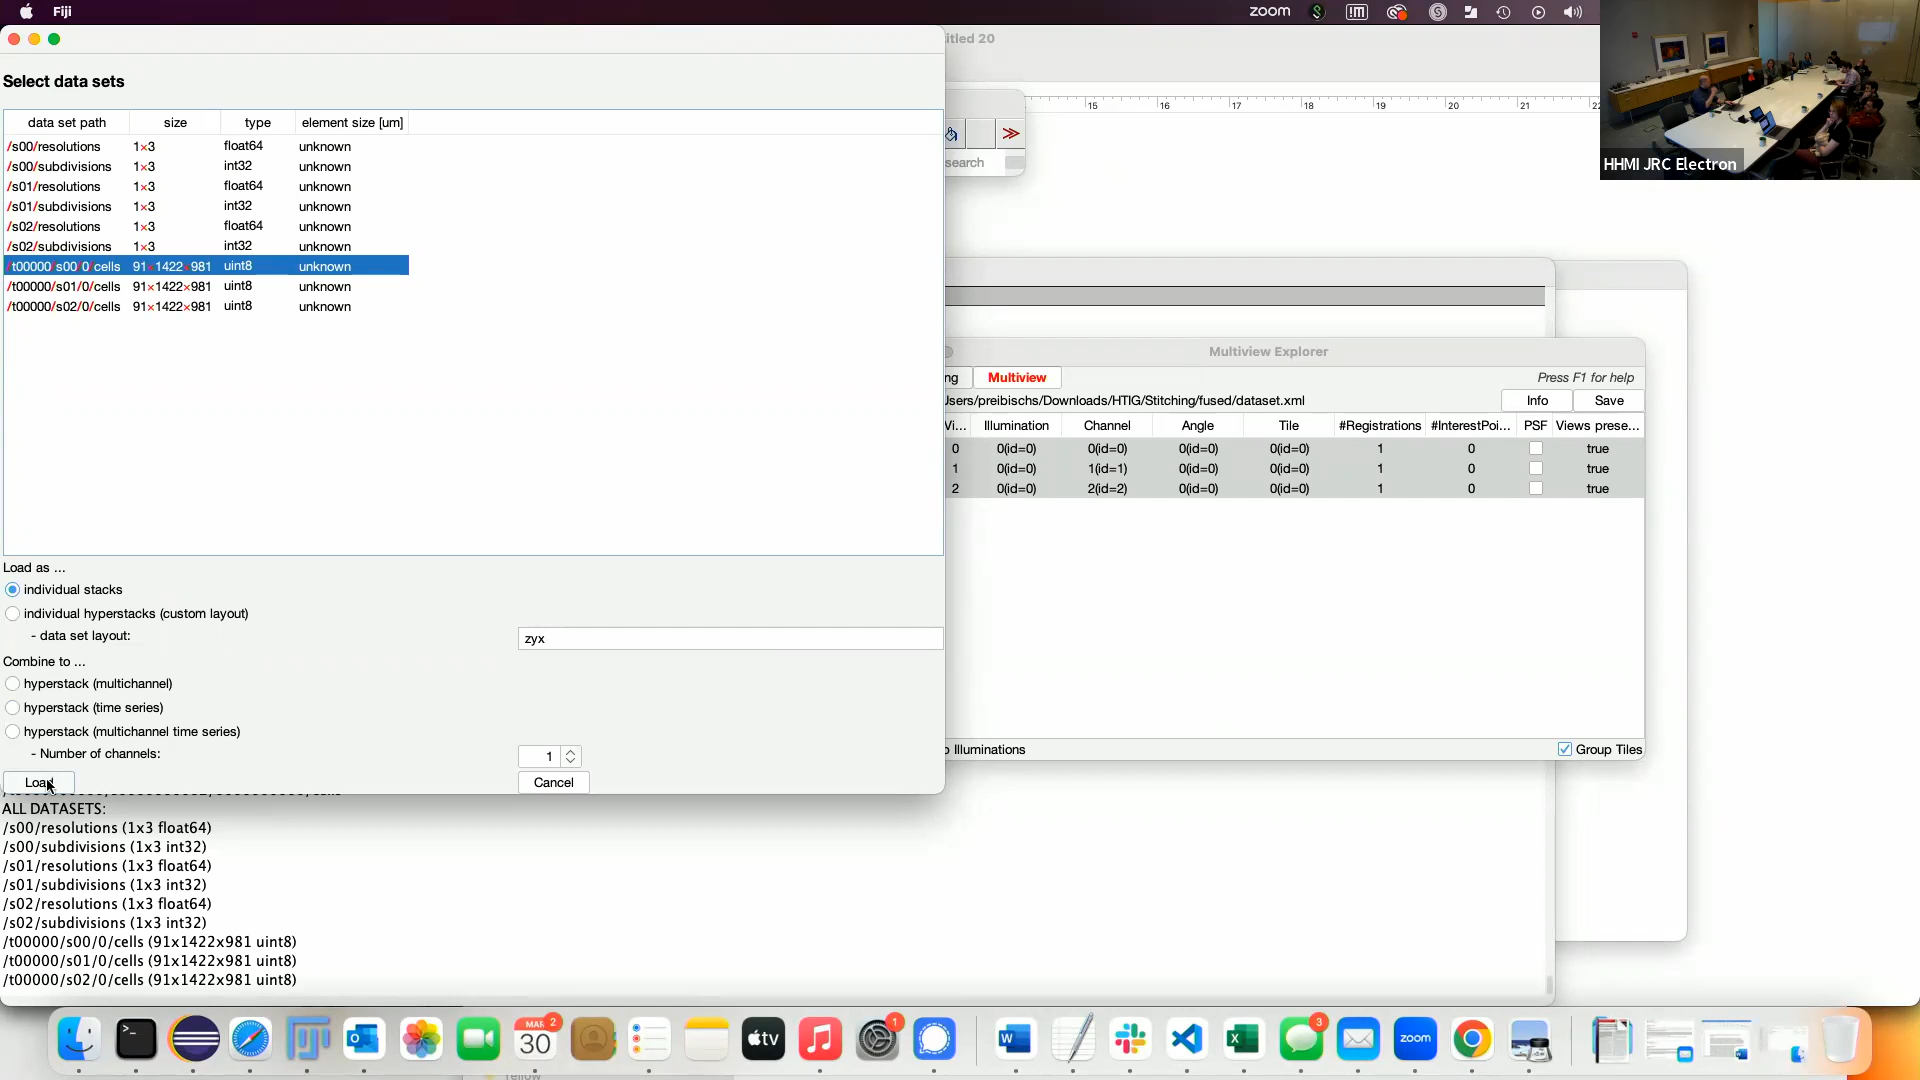 Fiji
zoom
itled 20
Select data sets
data set path size type element size [um]
/s00/resolutions 1×3 float64 unknown
/s00/subdivisions 1×3 int32 unknown
/s01/resolutions 1×3 float64 unknown
/s01/subdivisions 1×3 int32 unknown
/s02/resolutions 1×3 float64 unknown
/s02/subdivisions 1×3 int32 unknown
/t00000/s00/0/cells 91×1422×981 uint8 unknown
/t00000/s01/0/cells 91×1422×981 uint8 unknown
/t00000/s02/0/cells 91×1422×981 uint8 unknown
15 16 17 18 19 20 21 22
search
HHMI JRC Electron
Multiview Explorer
ng Multiview Press F1 for help
Jsers/preibischs/Downloads/HTIG/Stitching/fused/dataset.xml Info Save
Vi... Illumination Channel Angle Tile #Registrations #InterestPoi... PSF Views prese...
0 0(id=0) 0(id=0) 0(id=0) 0(id=0) 1 0 true
1 0(id=0) 1(id=1) 0(id=0) 0(id=0) 1 0 true
2 0(id=0) 2(id=2) 0(id=0) 0(id=0) 1 0 true
Illuminations Group Tiles
Load as ...
individual stacks
individual hyperstacks (custom layout)
- data set layout: zyx
Combine to ...
hyperstack (multichannel)
hyperstack (time series)
hyperstack (multichannel time series)
- Number of channels: 1
Load Cancel
ALL DATASETS:
/s00/resolutions (1x3 float64)
/s00/subdivisions (1x3 int32)
/s01/resolutions (1x3 float64)
/s01/subdivisions (1x3 int32)
/s02/resolutions (1x3 float64)
/s02/subdivisions (1x3 int32)
/t00000/s00/0/cells (91x1422x981 uint8)
/t00000/s01/0/cells (91x1422x981 uint8)
/t00000/s02/0/cells (91x1422x981 uint8)
MAR 2
30
tv
1
3
zoom